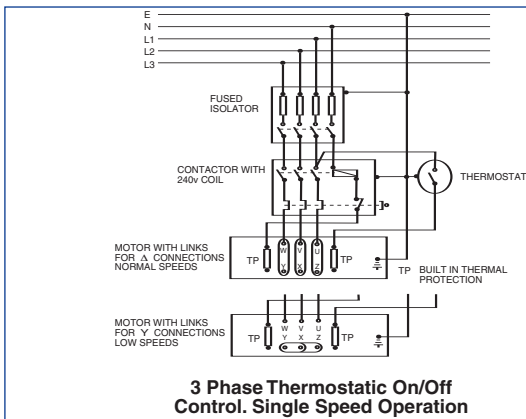 E
N
L1
L2
L3
FUSED
ISOLATOR
CONTACTOR WITH
240v COIL
THERMOSTAT
MOTOR WITH LINKS
FOR Δ CONNECTIONS
NORMAL SPEEDS
TP
W V U
Y X Z
TP
TP BUILT IN THERMAL
PROTECTION
MOTOR WITH LINKS
FOR Y CONNECTIONS
LOW SPEEDS
TP
W V U
Y X Z
TP
3 Phase Thermostatic On/Off
Control. Single Speed Operation